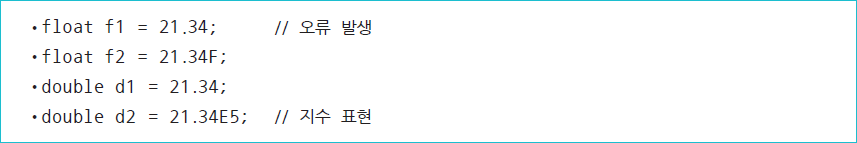 •float f1 = 21.34; // 오류 발생
•float f2 = 21.34F;
•double d1 = 21.34;
•double d2 = 21.34E5; // 지수 표현